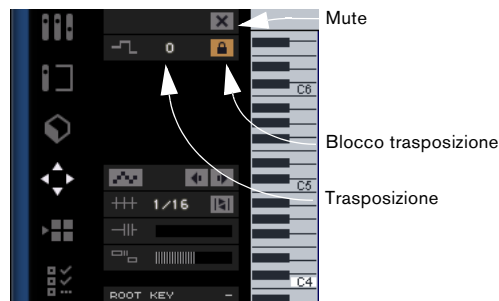 Mute
0
C6
Blocco trasposizione
C5
Trasposizione
1/16
C4
ROOT KEY –